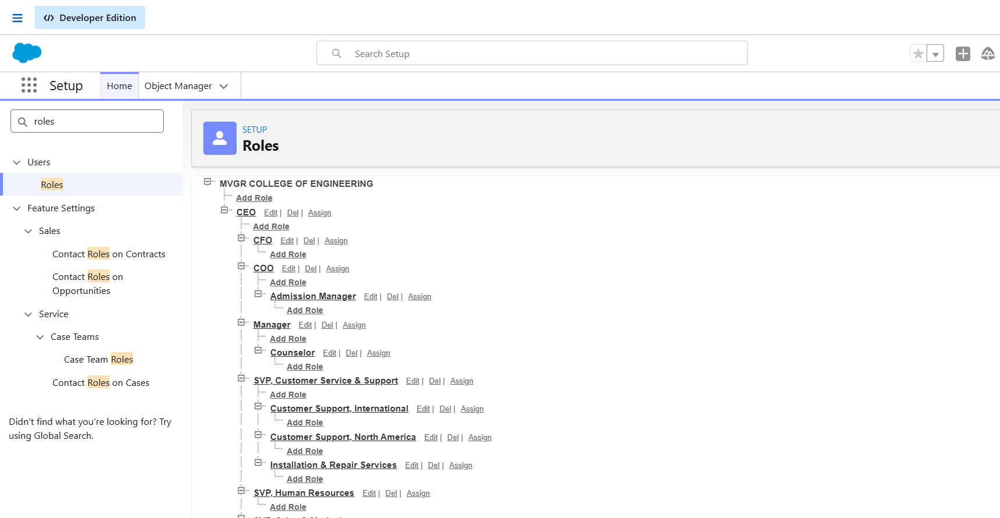 Developer Edition
Search Setup
Setup
Home
Object Manager
roles
Users
Roles
Feature Settings
Sales
Contact Roles on Contracts
Contact Roles on
Opportunities
Service
Case Teams
Case Team Roles
Contact Roles on Cases
Didn't find what you're looking for? Try
using Global Search.
SETUP
Roles
MVGR COLLEGE OF ENGINEERING
Add Role
CEO Edit | Del | Assign
Add Role
CFO Edit | Del | Assign
Add Role
COO Edit | Del | Assign
Add Role
Admission Manager Edit | Del | Assign
Add Role
Manager Edit | Del | Assign
Add Role
Counselor Edit | Del | Assign
Add Role
SVP, Customer Service & Support Edit | Del | Assign
Add Role
Customer Support, International Edit | Del | Assign
Add Role
Customer Support, North America Edit | Del | Assign
Add Role
Installation & Repair Services Edit | Del | Assign
Add Role
SVP, Human Resources Edit | Del | Assign
Add Role